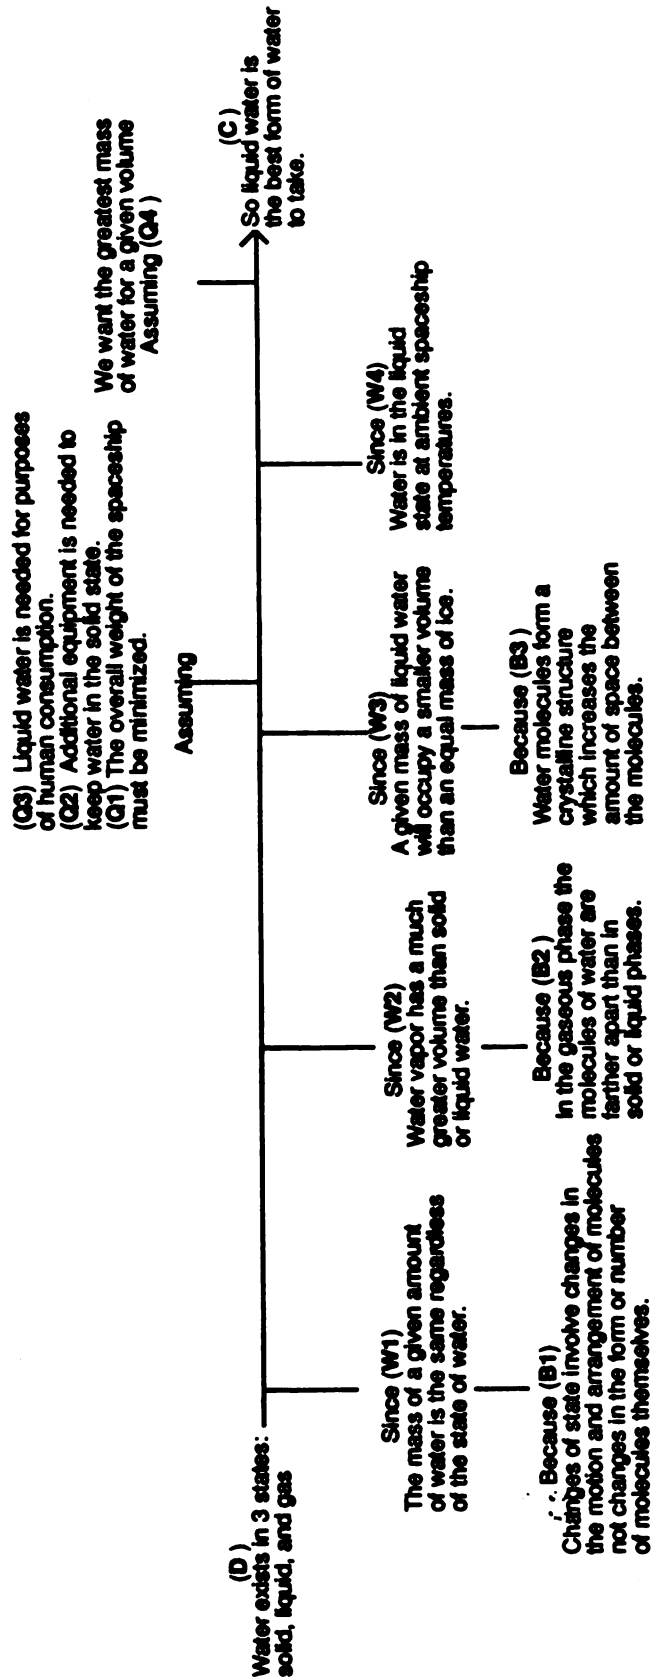 (Q3) Liquid water is needed for purposes
of human consumption.
(Q2) Additional equipment is needed to
keep water in the solid state.
(Q1) The overall weight of the spaceship
must be minimized.
Assuming
We want the greatest mass
of water for a given volume
Assuming (Q4)
(D)
Water exists in 3 states:
solid, liquid, and gas
(C)
So liquid water is
the best form of water
to take.
Since (W1)
The mass of a given amount
of water is the same regardless
of the state of water.
Because (B1)
Changes of state involve changes in
the motion and arrangement of molecules
not changes in the form or number
of molecules themselves.
Since (W2)
Water vapor has a much
greater volume than solid
or liquid water.
Because (B2)
in the gaseous phase the
molecules of water are
farther apart than in
solid or liquid phases.
Since (W3)
A given mass of liquid water
will occupy a smaller volume
than an equal mass of ice.
Because (B3)
Water molecules form a
crystalline structure
which increases the
amount of space between
the molecules.
Since (W4)
Water is in the liquid
state at ambient spaceship
temperatures.